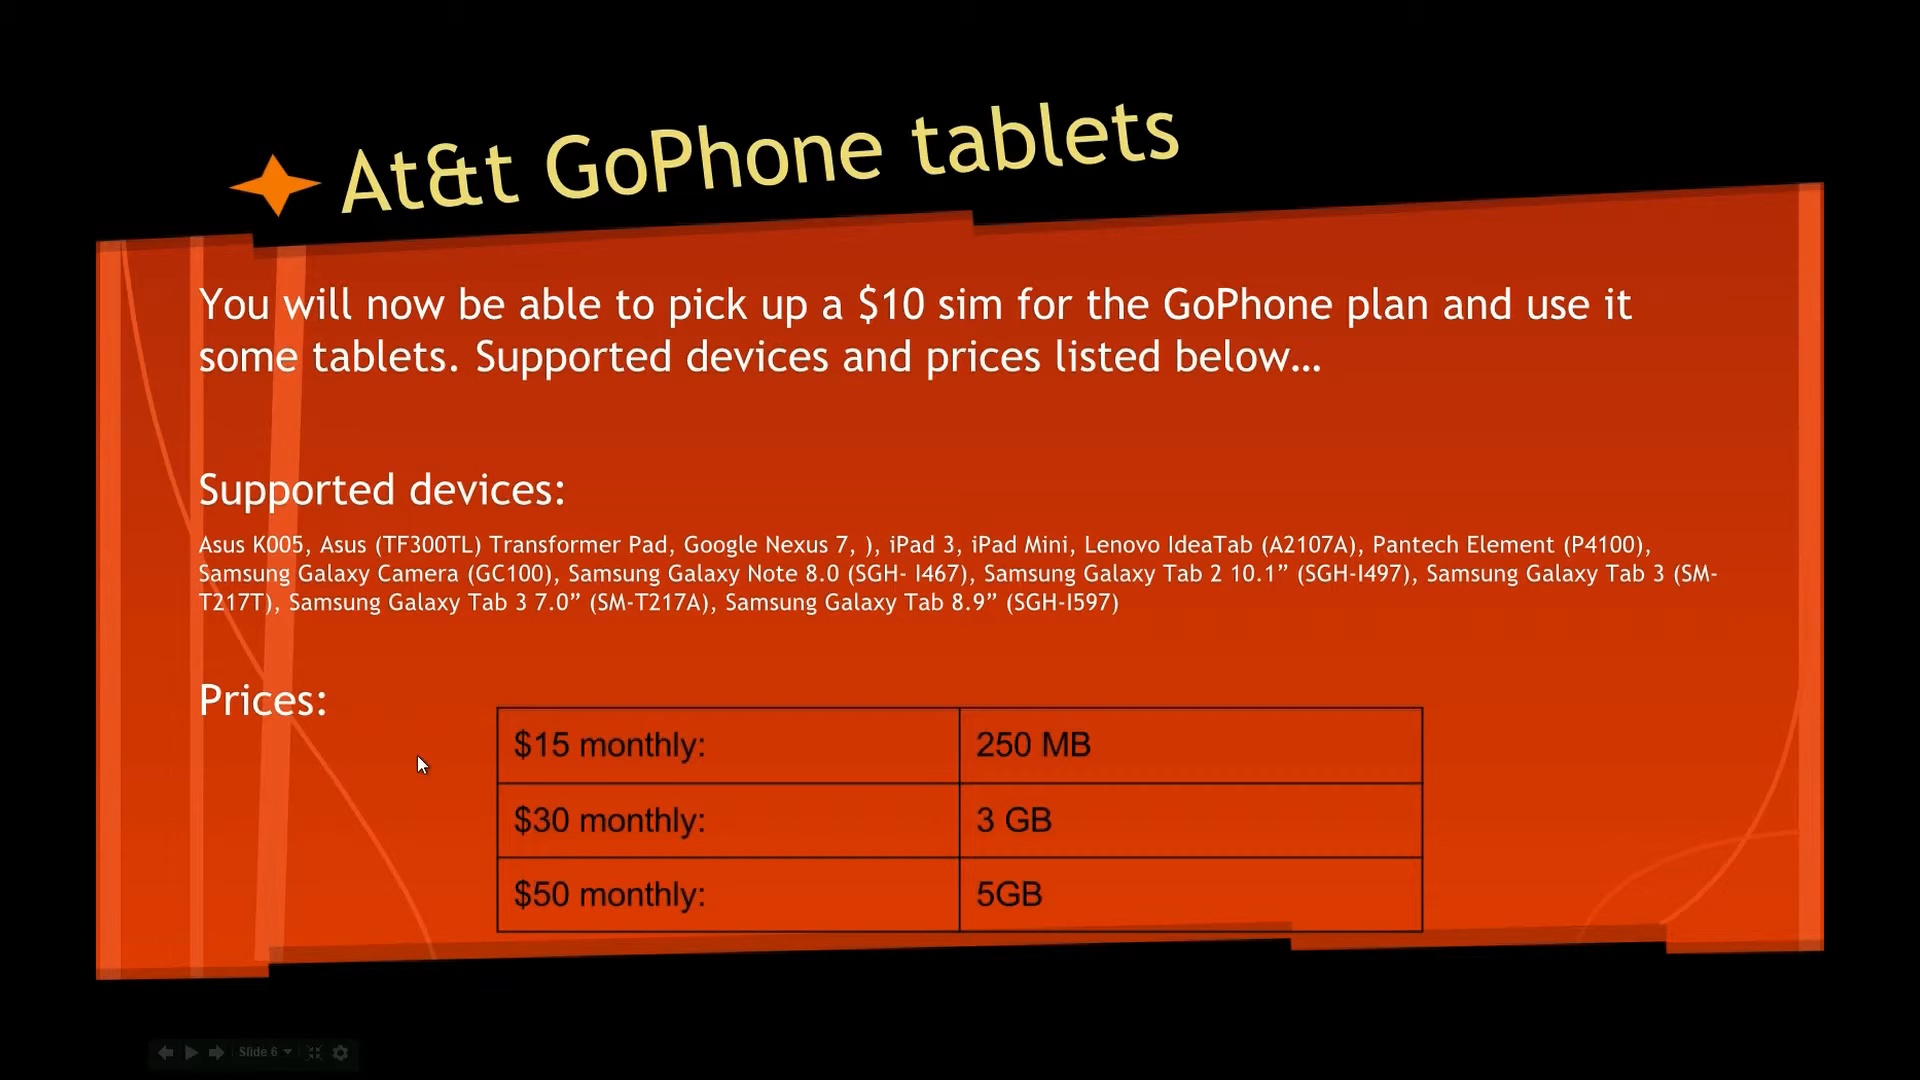 At&t GoPhone tablets
You will now be able to pick up a $10 sim for the GoPhone plan and use it
some tablets. Supported devices and prices listed below…
Supported devices:
Asus K005, Asus (TF300TL) Transformer Pad, Google Nexus 7, ), iPad 3, iPad Mini, Lenovo IdeaTab (A2107A), Pantech Element (P4100),
Samsung Galaxy Camera (GC100), Samsung Galaxy Note 8.0 (SGH- I467), Samsung Galaxy Tab 2 10.1” (SGH-I497), Samsung Galaxy Tab 3 (SM-
T217T), Samsung Galaxy Tab 3 7.0” (SM-T217A), Samsung Galaxy Tab 8.9” (SGH-I597)
Prices:
$15 monthly: 250 MB
$30 monthly: 3 GB
$50 monthly: 5GB
Slide 6